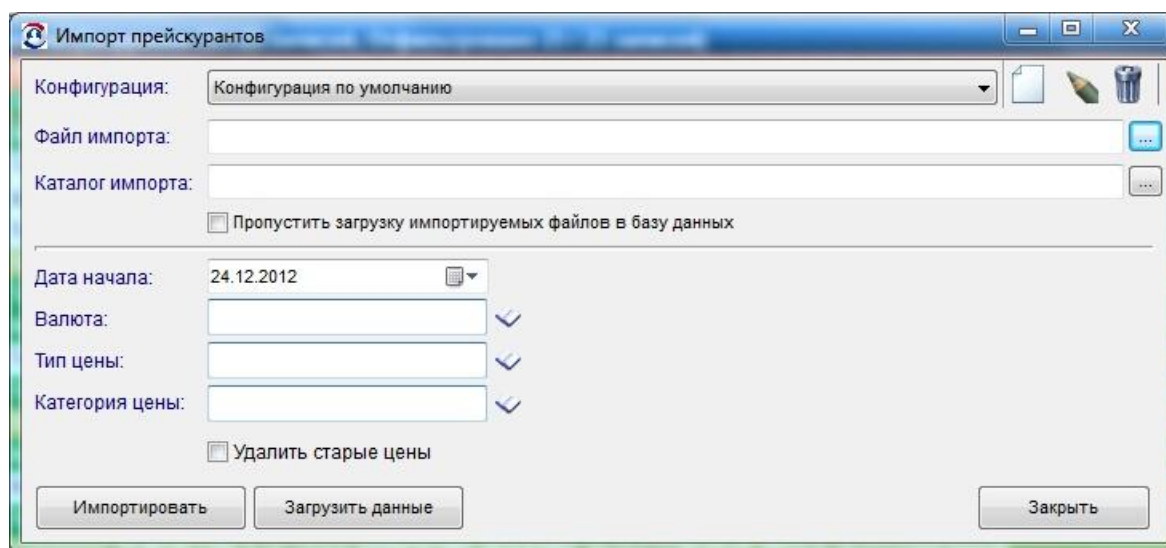 Импорт прейскурантов
Конфигурация: Конфигурация по умолчанию
Файл импорта: ...
Каталог импорта: ...
Пропустить загрузку импортируемых файлов в базу данных
Дата начала: 24.12.2012
Валюта:
Тип цены:
Категория цены:
Удалить старые цены
Импортировать Загрузить данные Закрыть